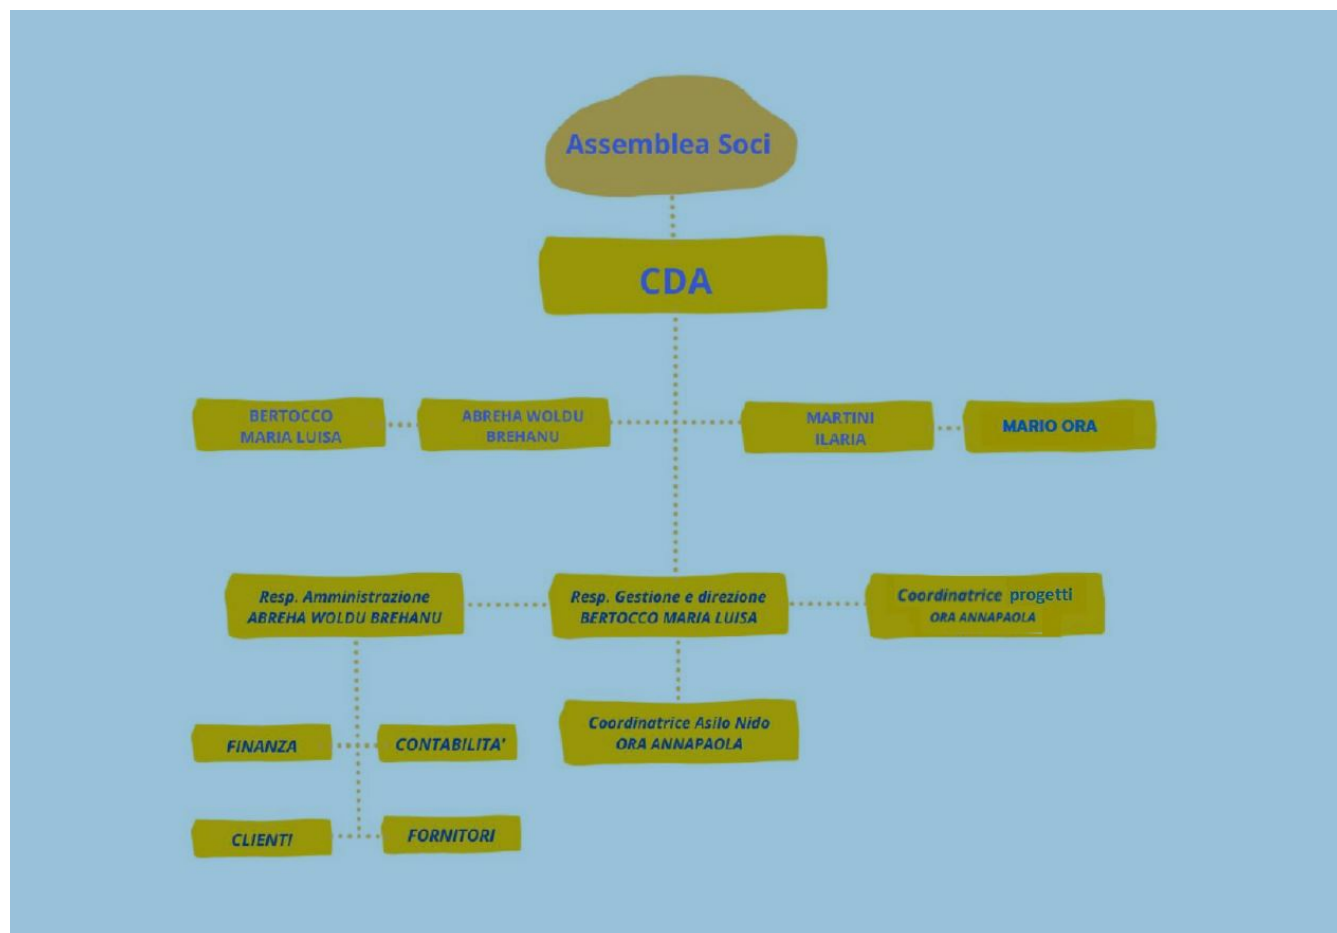 Assemblea Soci
CDA
BERTOCCO
MARIA LUISA
ABREHA WOLDU
BREHANU
MARTINI
ILARIA
MARIO ORA
Resp. Amministrazione
ABREHA WOLDU BREHANU
Resp. Gestione e direzione
BERTOCCO MARIA LUISA
Coordinatrice progetti
ORA ANNAPAOLA
Coordinatrice Asilo Nido
ORA ANNAPAOLA
FINANZA
CONTABILITA'
CLIENTI
FORNITORI